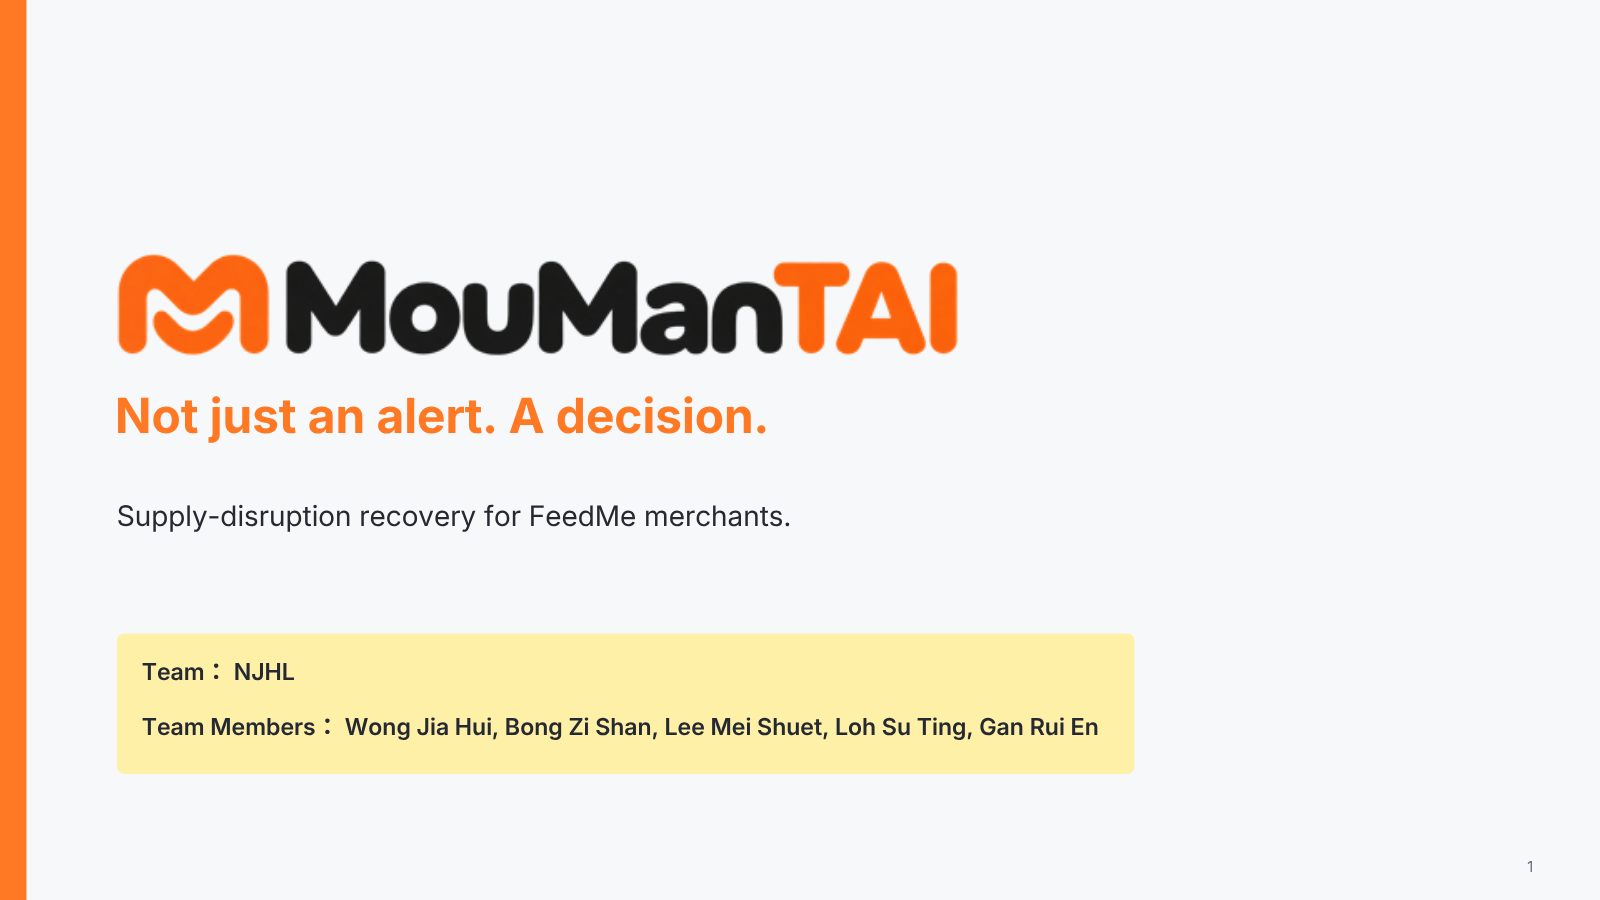 MouManTAI
Not just an alert. A decision.
Supply-disruption recovery for FeedMe merchants.
Team： NJHL
Team Members： Wong Jia Hui, Bong Zi Shan, Lee Mei Shuet, Loh Su Ting, Gan Rui En
1